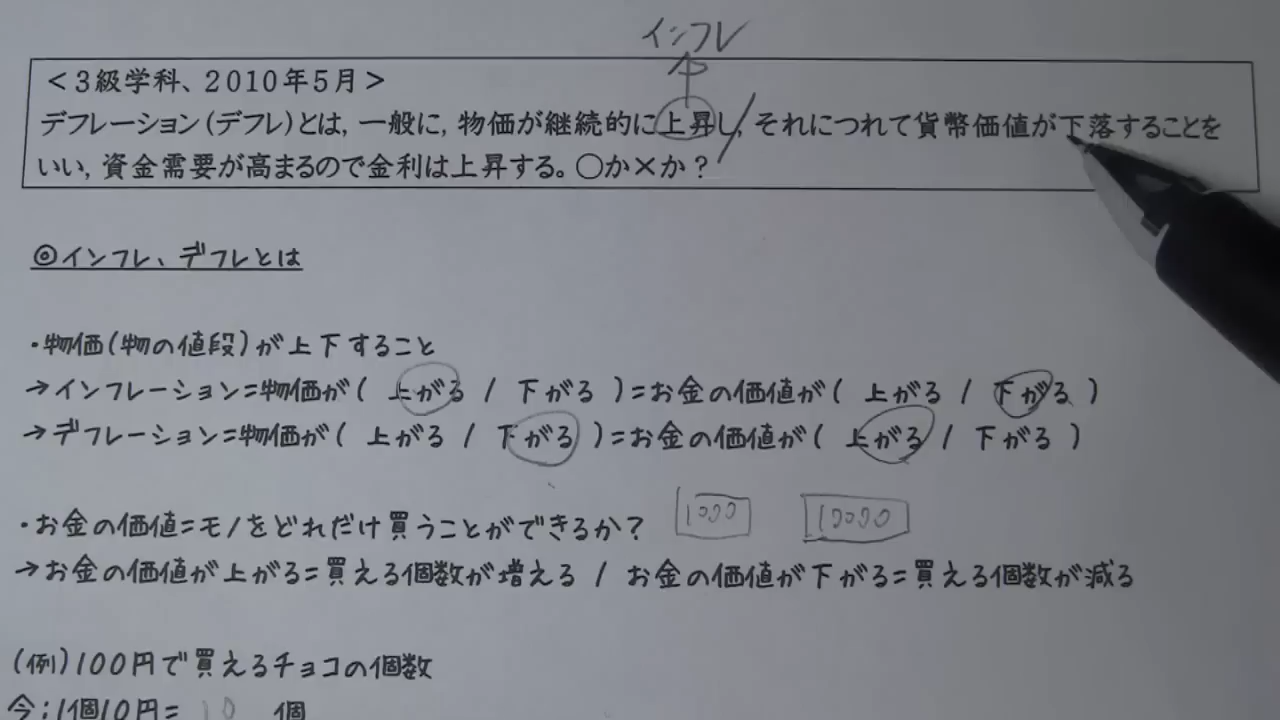 インフレ
<3級学科、2010年5月>
デフレーション(デフレ)とは,一般に,物価が継続的に上昇し,それにつれて貨幣価値が下落することを
いい,資金需要が高まるので金利は上昇する。○か×か?
◎インフレ、デフレとは
・物価(物の値段)が上下すること
→インフレーション=物価が( 上がる / 下がる )=お金の価値が( 上がる / 下がる )
→デフレーション=物価が( 上がる / 下がる )=お金の価値が( 上がる / 下がる )
・お金の価値=モノをどれだけ買うことができるか? 1000 10000
→お金の価値が上がる=買える個数が増える / お金の価値が下がる=買える個数が減る
(例)100円で買えるチョコの個数
今:1個10円= 10 個